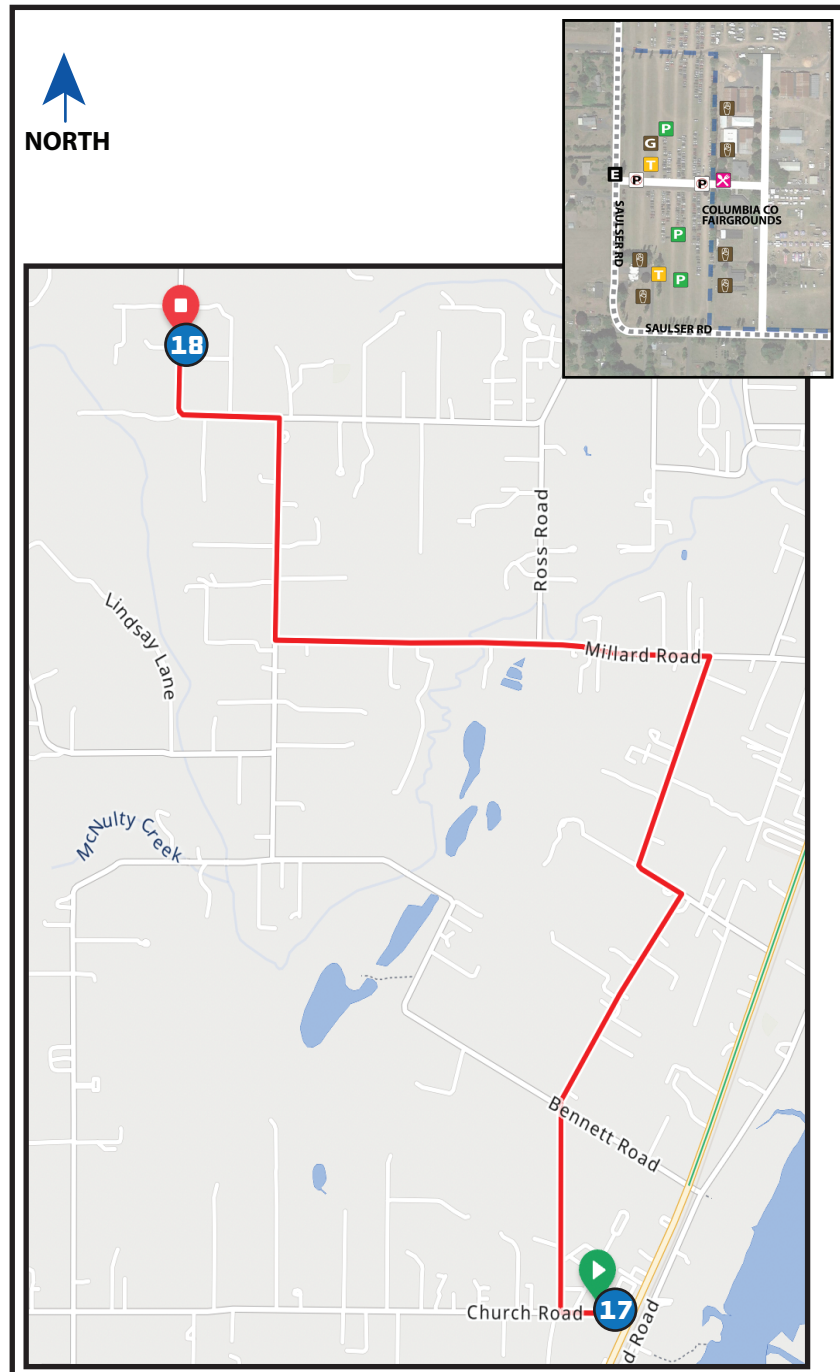 NORTH
P
G
T
E
P
P
COLUMBIA CO
FAIRGROUNDS
SAULSER RD
P
T
P
SAULSER RD
18
Ross Road
Lindsay Lane
Millard Road
McNulty Creek
Bennett Road
Church Road
17
d Road